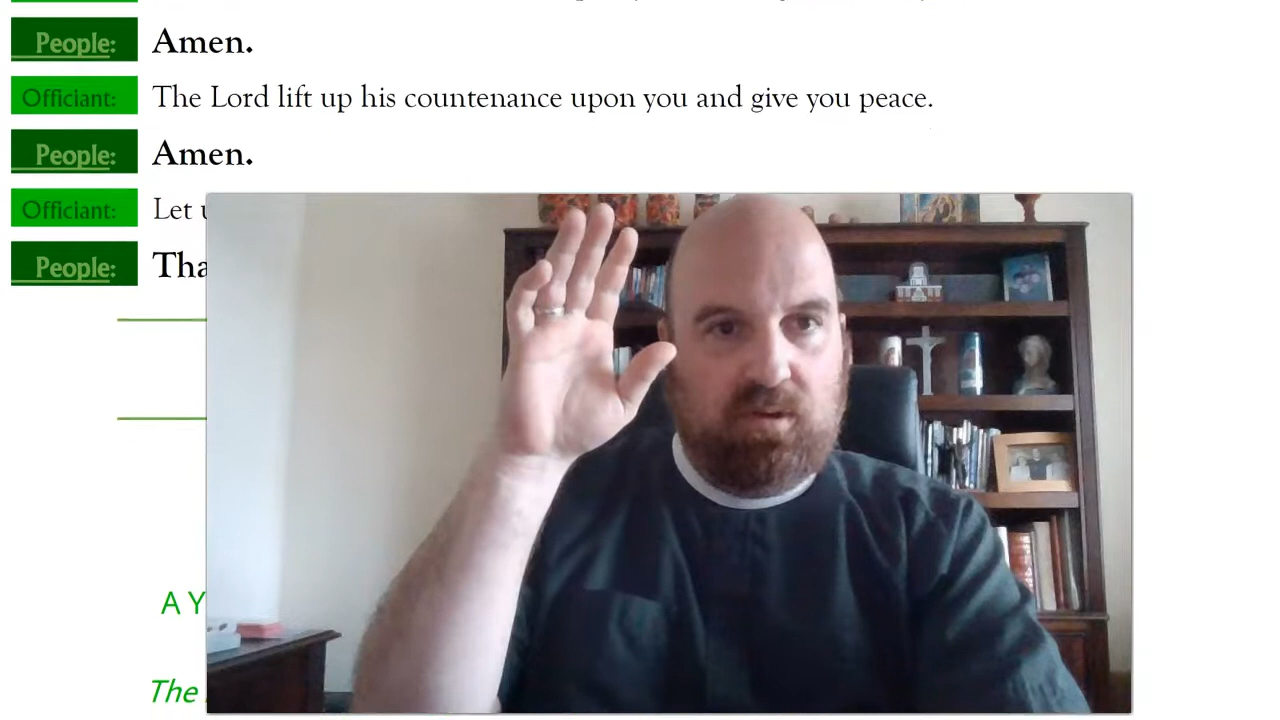 People: Amen.
Officiant: The Lord lift up his countenance upon you and give you peace.
People: Amen.
Officiant: Let
People: Tha
A Y
The